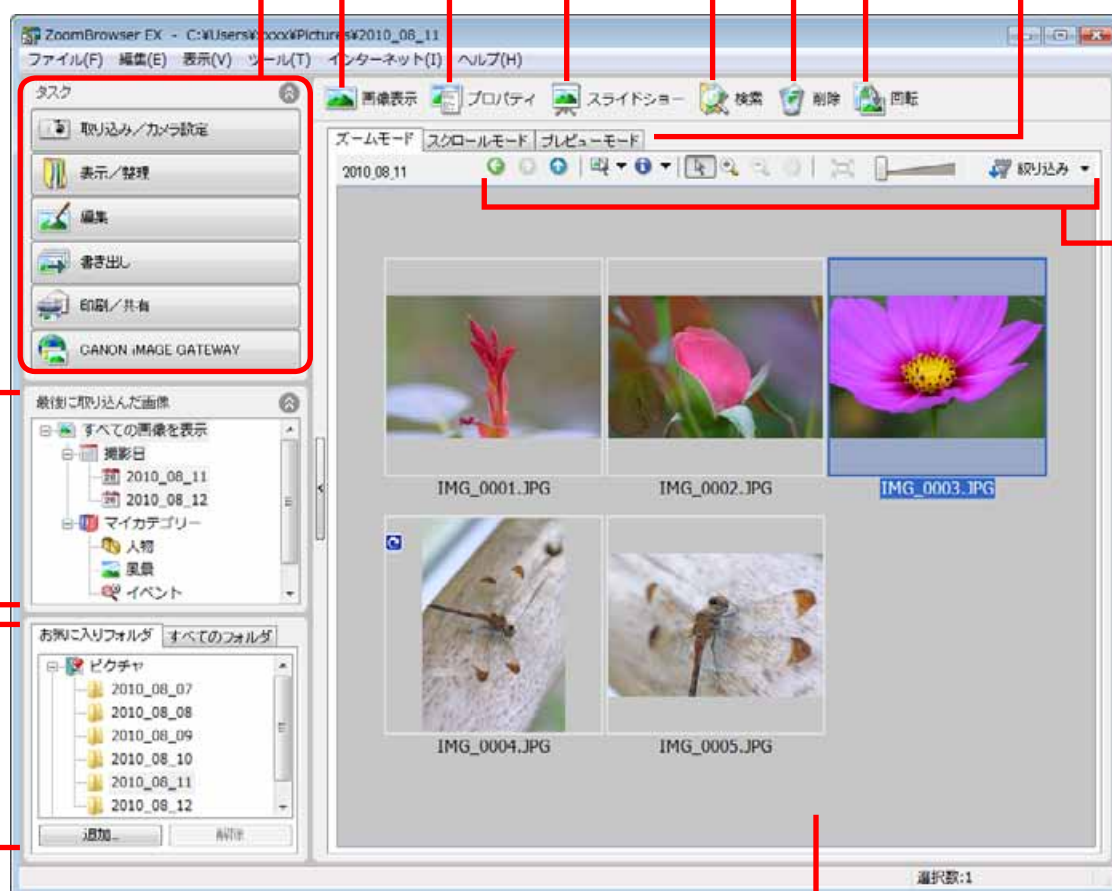 ZoomBrowser EX - C:¥Users¥xxxx¥Pictures¥2010_08_11
ファイル(F) 編集(E) 表示(V) ツール(T) インターネット(I) ヘルプ(H)
タスク
取り込み／カメラ設定
表示／整理
編集
書き出し
印刷／共有
CANON iMAGE GATEWAY
最後に取り込んだ画像
すべての画像を表示
撮影日
2010_08_11
2010_08_12
マイカテゴリー
人物
風景
イベント
お気に入りフォルダ すべてのフォルダ
ピクチャ
2010_08_07
2010_08_08
2010_08_09
2010_08_10
2010_08_11
2010_08_12
追加... 解除
画像表示 プロパティ スライドショー 検索 削除 回転
ズームモード スクロールモード プレビューモード
2010_08_11 絞り込み
IMG_0001.JPG IMG_0002.JPG IMG_0003.JPG
IMG_0004.JPG IMG_0005.JPG
選択数:1